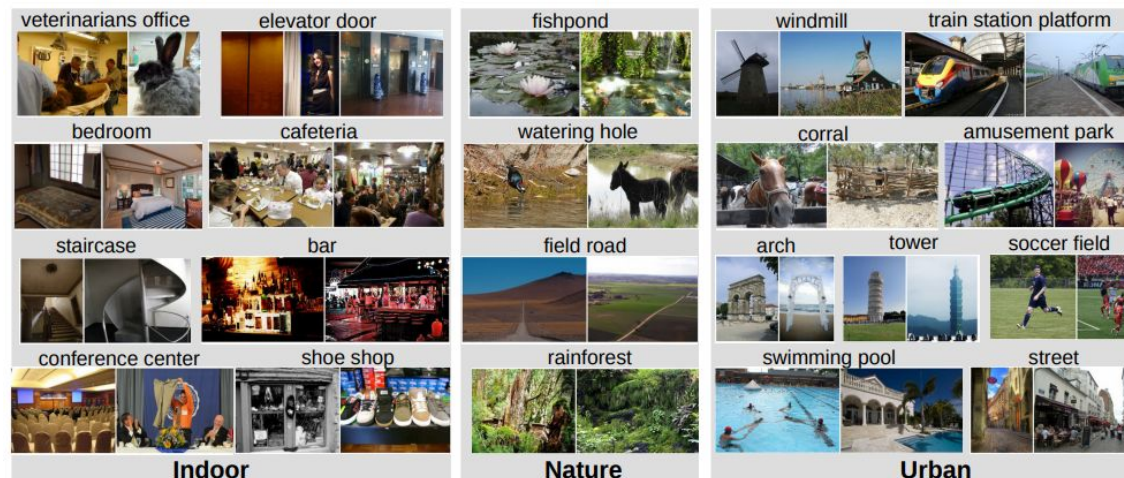 veterinarians office
elevator door
bedroom
cafeteria
staircase
bar
conference center
shoe shop
Indoor
fishpond
watering hole
field road
rainforest
Nature
windmill
train station platform
corral
amusement park
arch
tower
soccer field
swimming pool
street
Urban